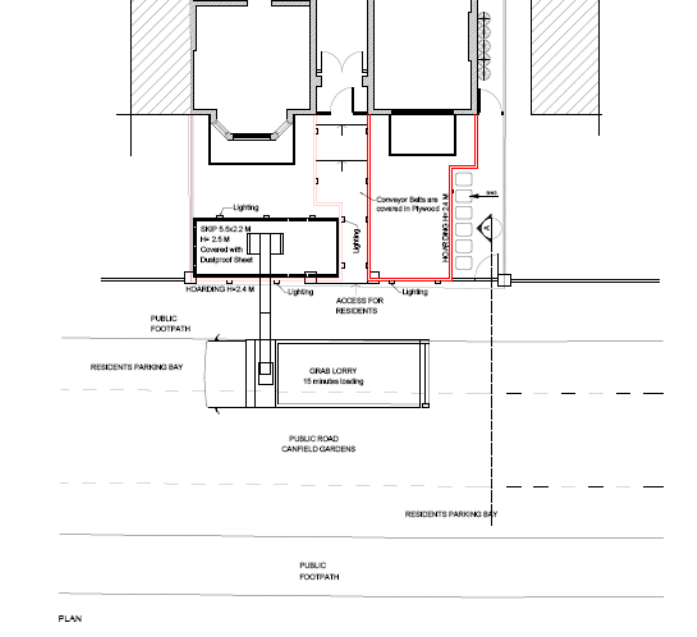 Conveyor Belts are
covered in Plywood
HOARDING H= 2.4 M
BINS
A
Lighting
Lighting
SKIP 5.5x2.2 M
H= 2.5 M
Covered with
Dustproof Sheet
HOARDING H=2.4 M
Lighting
Lighting
ACCESS FOR
RESIDENTS
PUBLIC
FOOTPATH
RESIDENTS PARKING BAY
GRAB LORRY
15 minutes loading
PUBLIC ROAD
CANFIELD GARDENS
RESIDENTS PARKING BAY
PUBLIC
FOOTPATH
PLAN